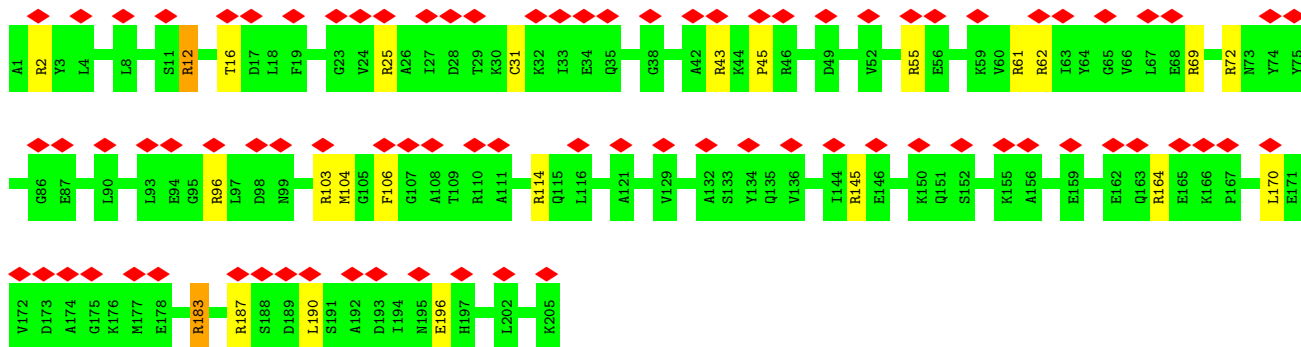 A1 R2 Y3 L4 L8 S11 R12 T16 D17 L18 F19 G23 V24 R25 A26 I27 D28 T29 K30 C31 K32 I33 E34 Q35 G38 A42 R43 K44 P45 R46 D49 V52 R55 E56 K59 V60 R61 R62 I63 Y64 G65 V66 L67 E68 R69 R72 N73 Y74 Y75
G86 E87 L90 L93 E94 G95 R96 L97 D98 N99 R103 M104 G105 F106 G107 A108 T109 R110 A111 R114 Q115 L116 A121 V129 A132 S133 Y134 Q135 V136 I144 R145 E146 K150 Q151 S152 K155 A156 E159 E162 Q163 R164 E165 K166 P167 L170 E171
V172 D173 A174 G175 K176 M177 E178 R183 R187 S188 D189 L190 S191 A192 D193 I194 N195 E196 H197 L202 K205